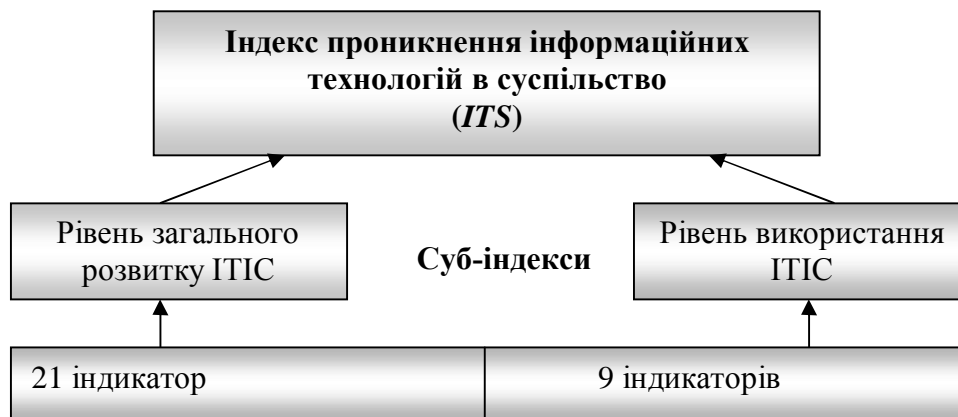 Індекс проникнення інформаційних
технологій в суспільство
(ITS)
Рівень загального
розвитку ІТІС
Суб-індекси
Рівень використання
ІТІС
21 індикатор
9 індикаторів